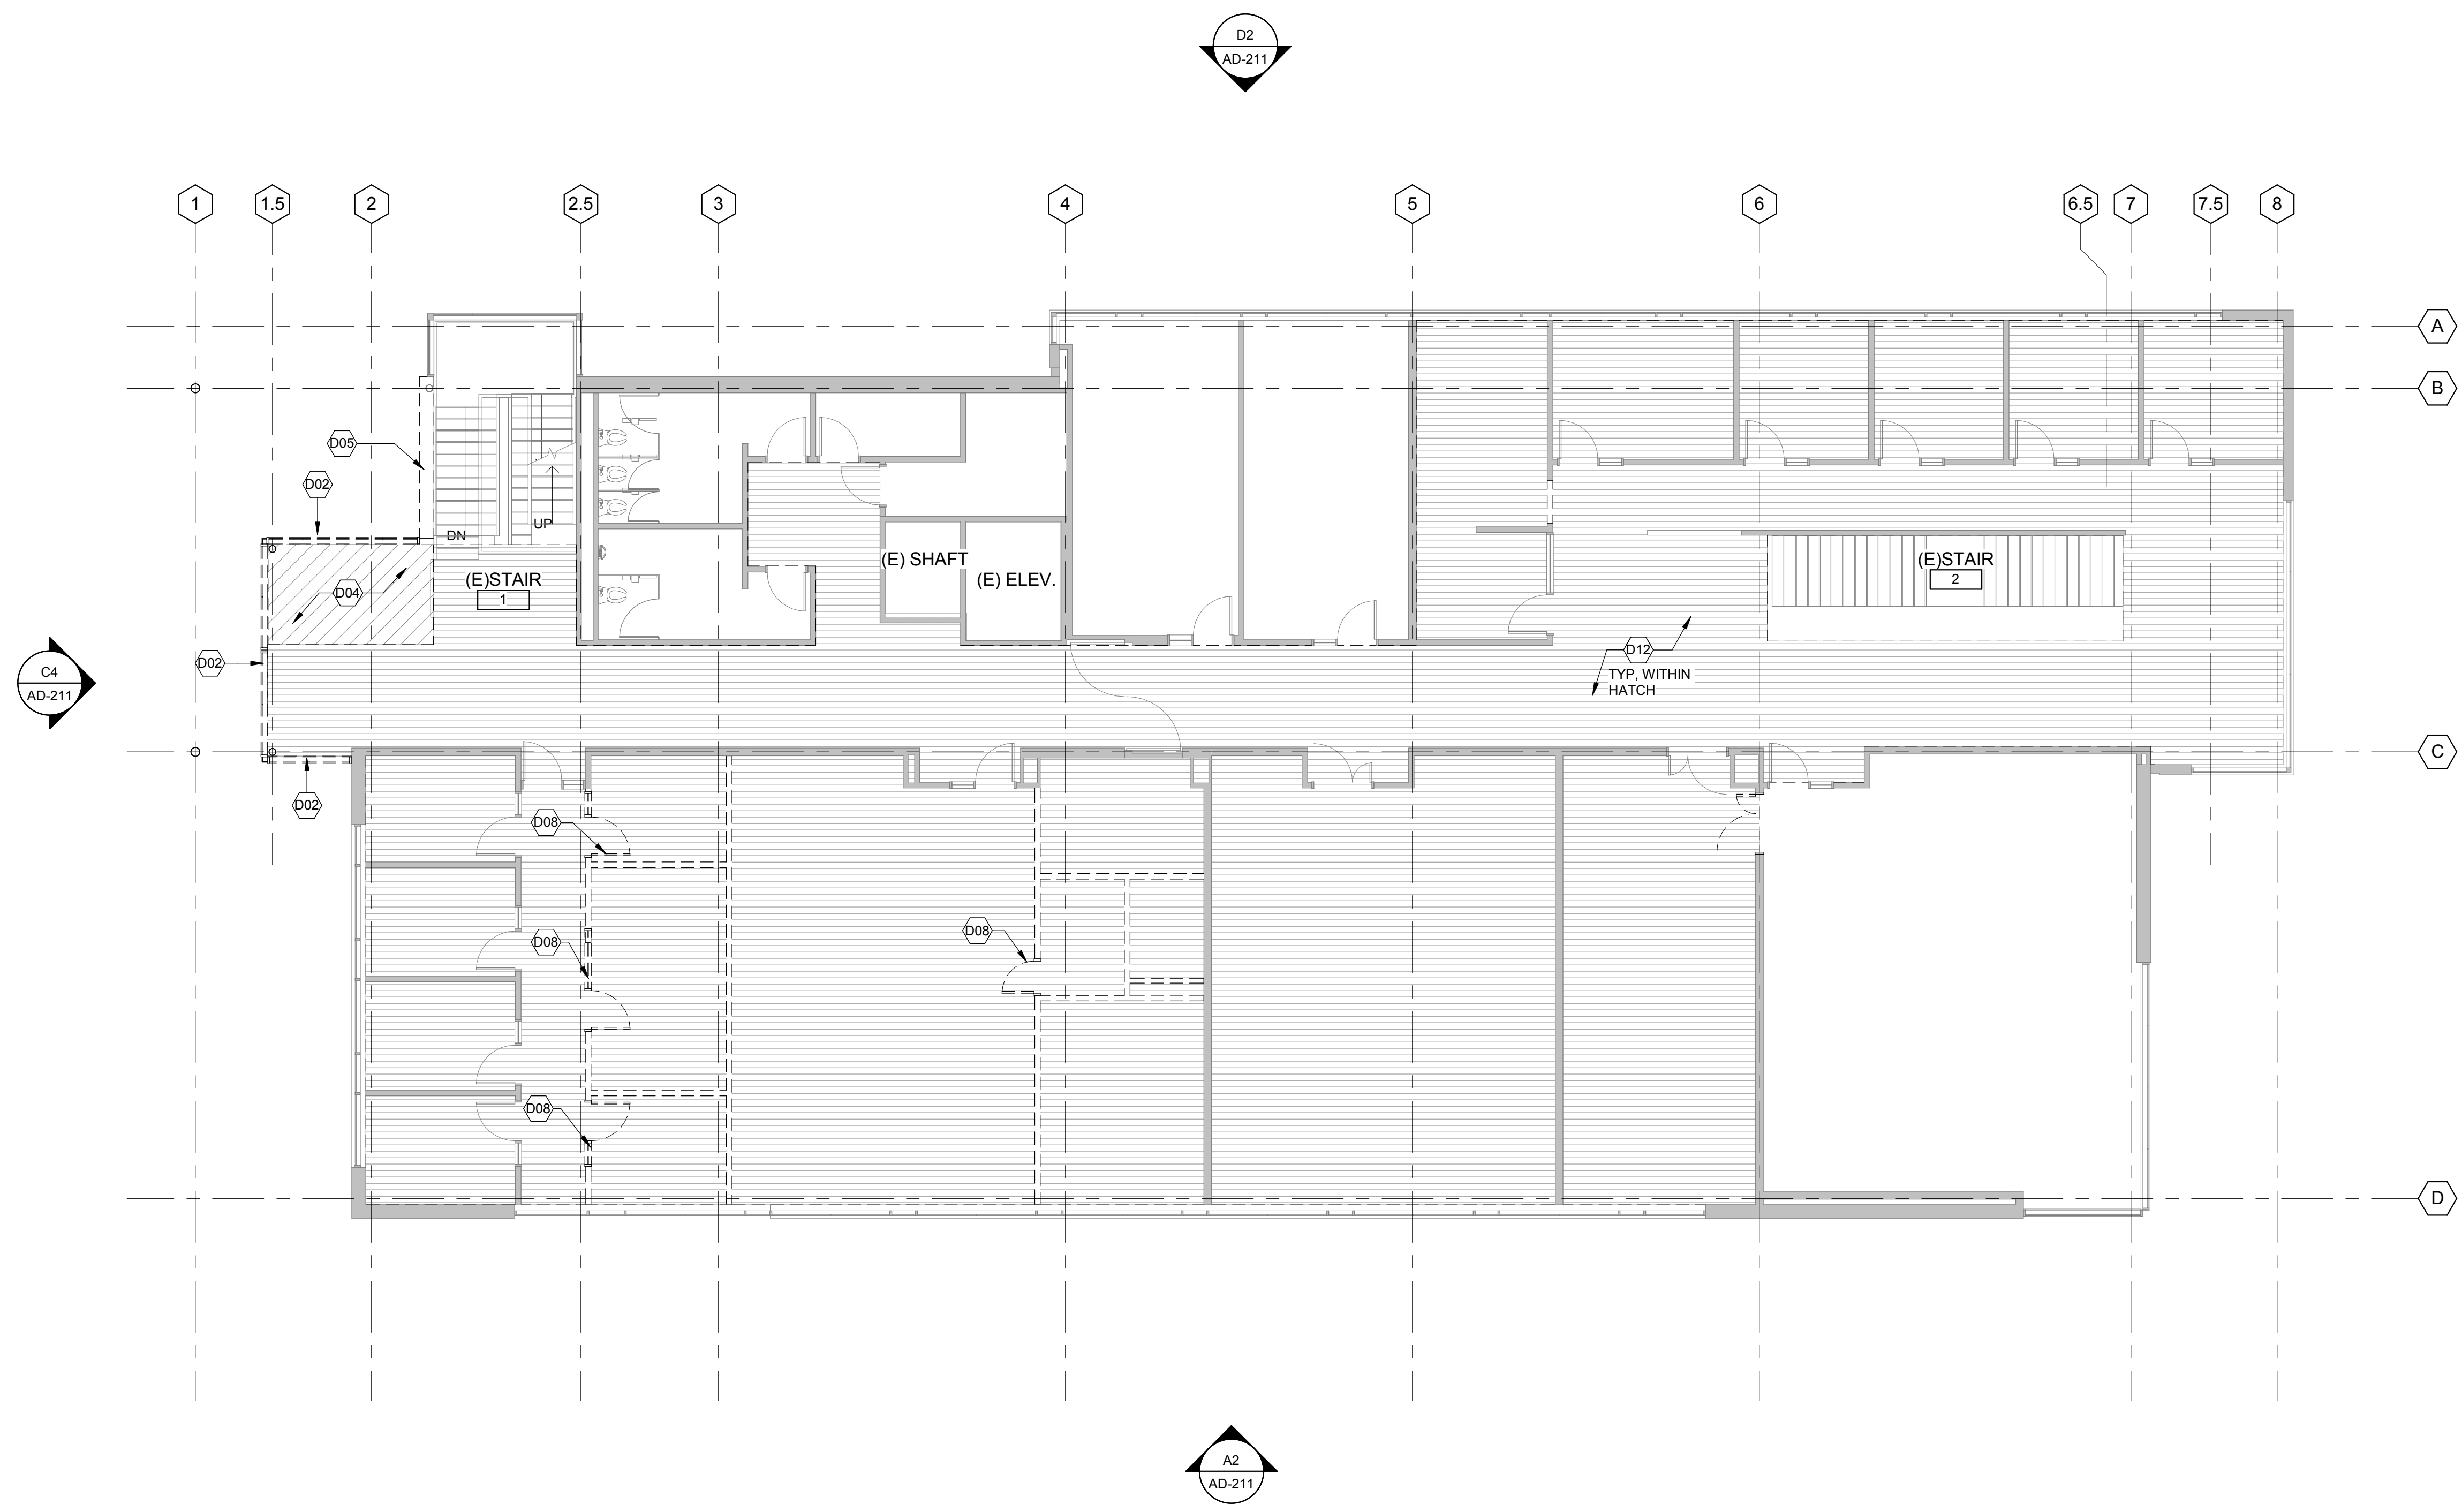 D2
AD-211
1
1.5
2
2.5
3
4
5
6
6.5
7
7.5
8
A
B
D05
D02
DN
UP
(E) SHAFT
(E) ELEV.
(E)STAIR
1
(E)STAIR
2
D04
D02
C4
AD-211
D12
TYP, WITHIN
HATCH
C
D02
D08
D08
D08
D08
D
A2
AD-211